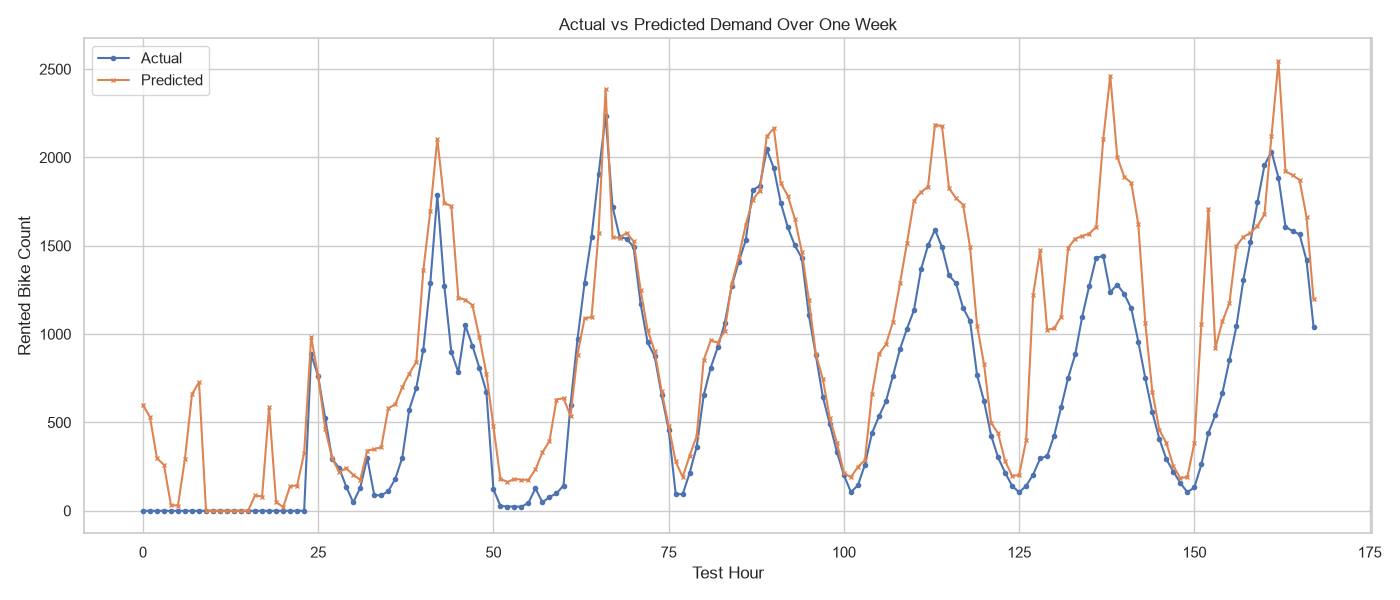 Actual vs Predicted Demand Over One Week
Actual
Predicted
Rented Bike Count
2500
2000
1500
1000
500
0
0 25 50 75 100 125 150 175
Test Hour